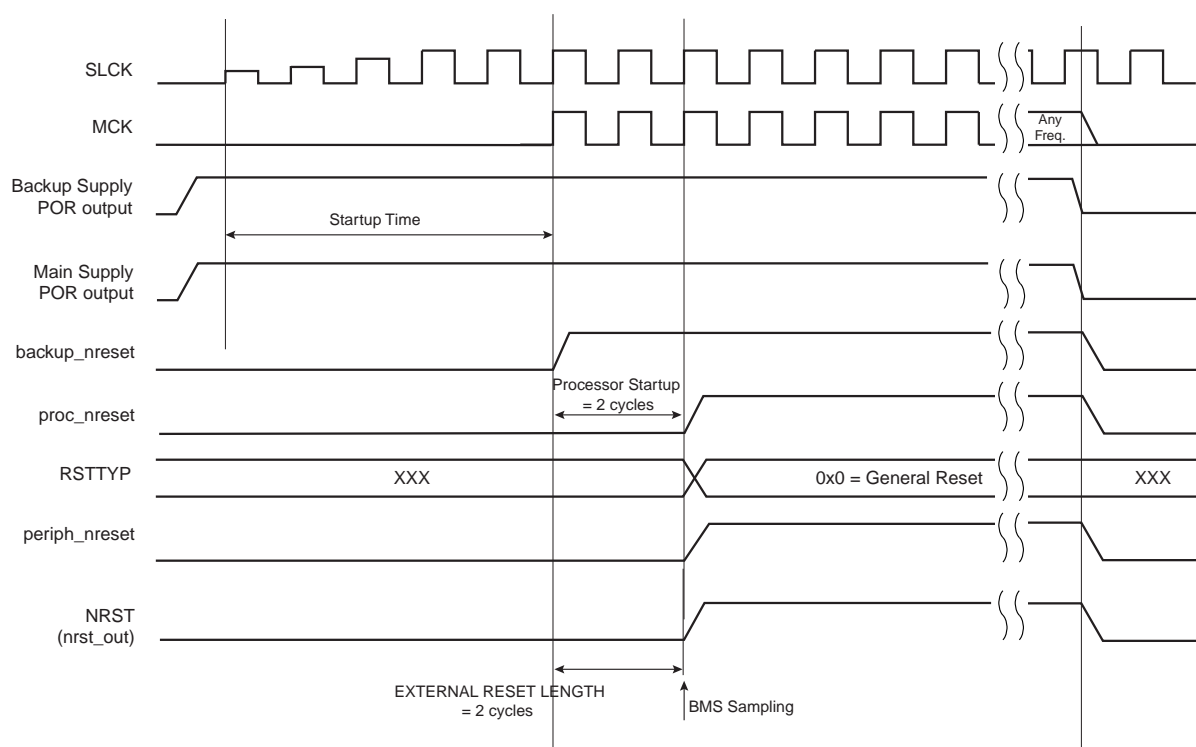 SLCK
MCK
Any
Freq.
Backup Supply
POR output
Startup Time
Main Supply
POR output
backup_nreset
Processor Startup
= 2 cycles
proc_nreset
RSTTYP
XXX
0x0 = General Reset
XXX
periph_nreset
NRST
(nrst_out)
EXTERNAL RESET LENGTH
= 2 cycles
BMS Sampling